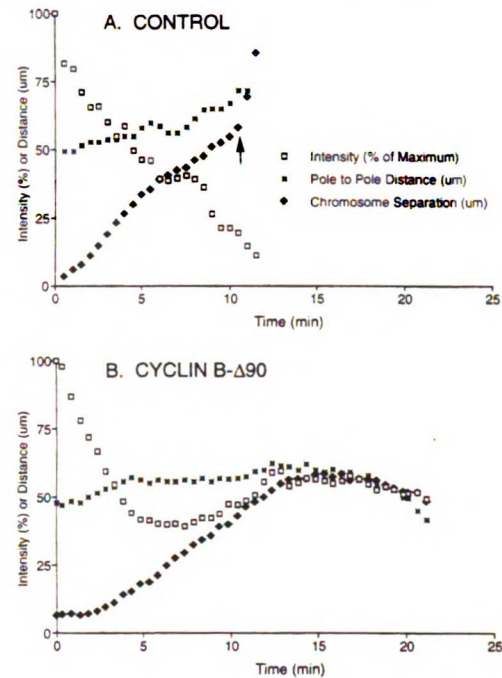 A. CONTROL
Intensity (%) or Distance (um)
100
75
50
25
0
Intensity (% of Maximum)
Pole to Pole Distance (um)
Chromosome Separation (um)
0 5 10 15 20 25
Time (min)
B. CYCLIN B-Δ90
Intensity (%) or Distance (um)
100
75
50
25
0
0 5 10 15 20 25
Time (min)